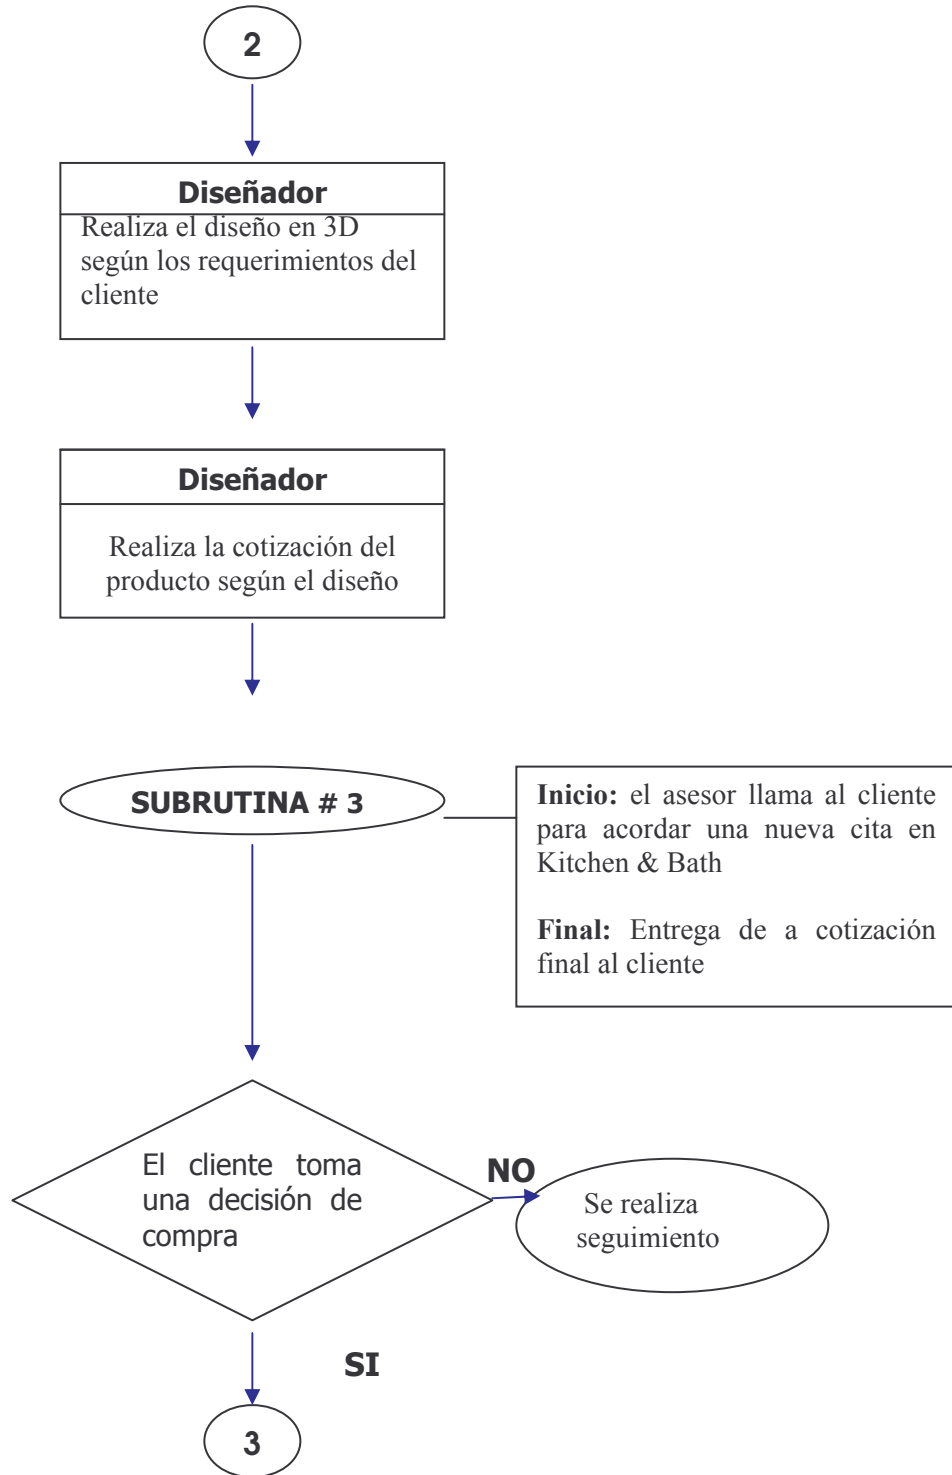 2
Diseñador
Realiza el diseño en 3D
según los requerimientos del
cliente
Diseñador
Realiza la cotización del
producto según el diseño
SUBRUTINA # 3
Inicio: el asesor llama al cliente
para acordar una nueva cita en
Kitchen & Bath
Final: Entrega de a cotización
final al cliente
El cliente toma
una decisión de
compra
NO
Se realiza
seguimiento
SI
3